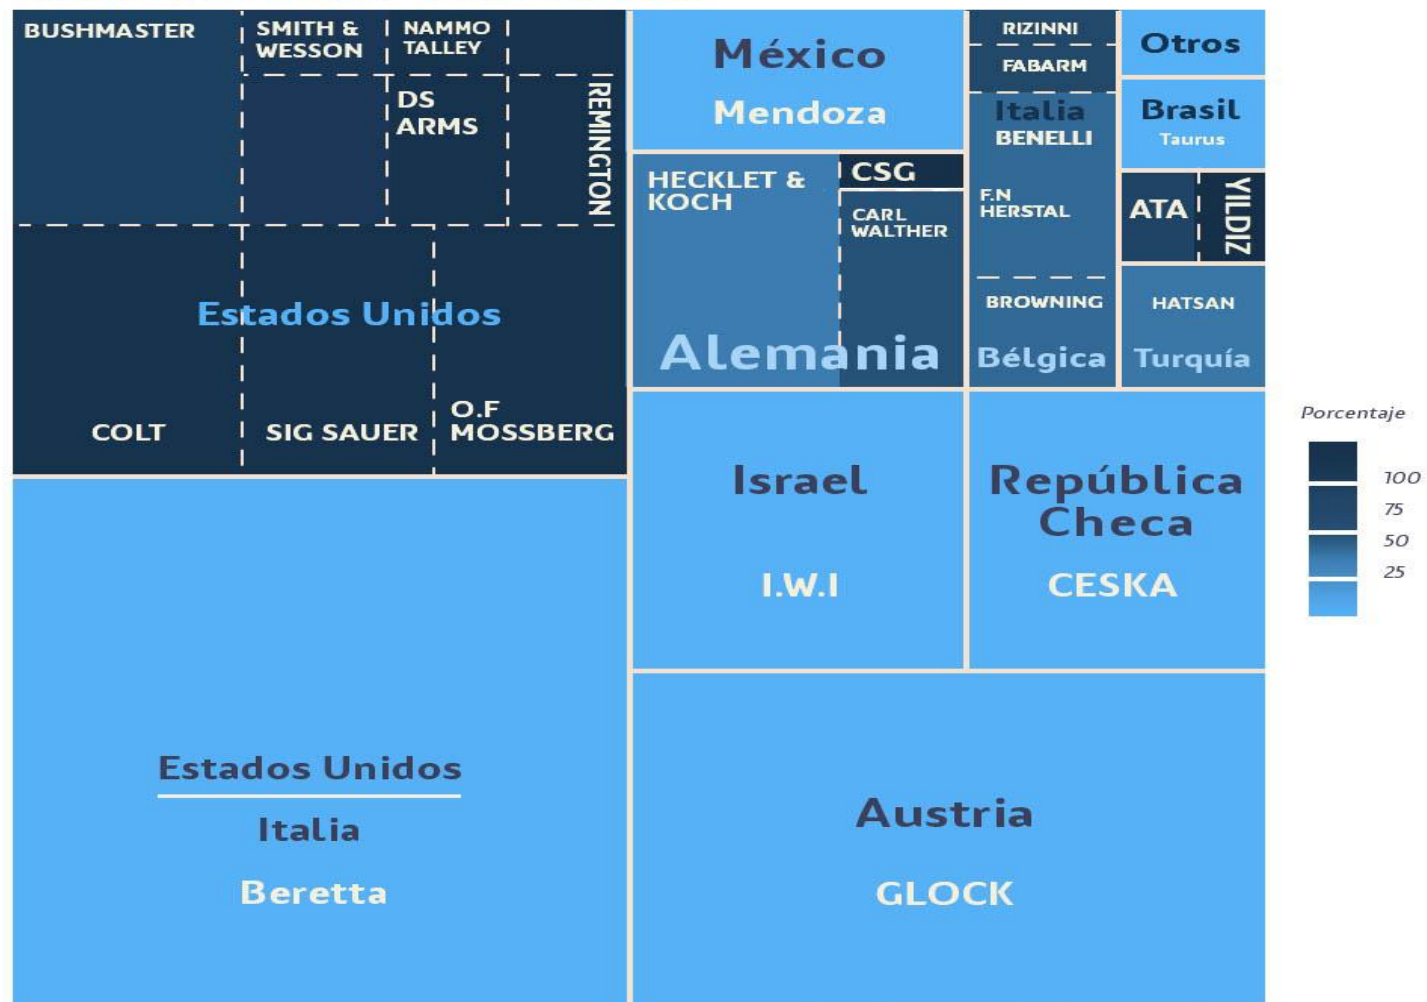 BUSHMASTER
SMITH &
WESSON
NAMMO
TALLEY
DS
ARMS
REMINGTON
Estados Unidos
COLT
SIG SAUER
O.F
MOSSBERG
Estados Unidos
Italia
Beretta
México
Mendoza
HECKLET &
KOCH
CSG
CARL
WALTHER
Alemania
RIZINNI
FABARM
Italia
BENELLI
F.N
HERSTAL
BROWNING
Bélgica
Otros
Brasil
Taurus
ATA
YILDIZ
HATSAN
Turquía
Israel
I.W.I
República
Checa
CESKA
Austria
GLOCK
Porcentaje
100
75
50
25